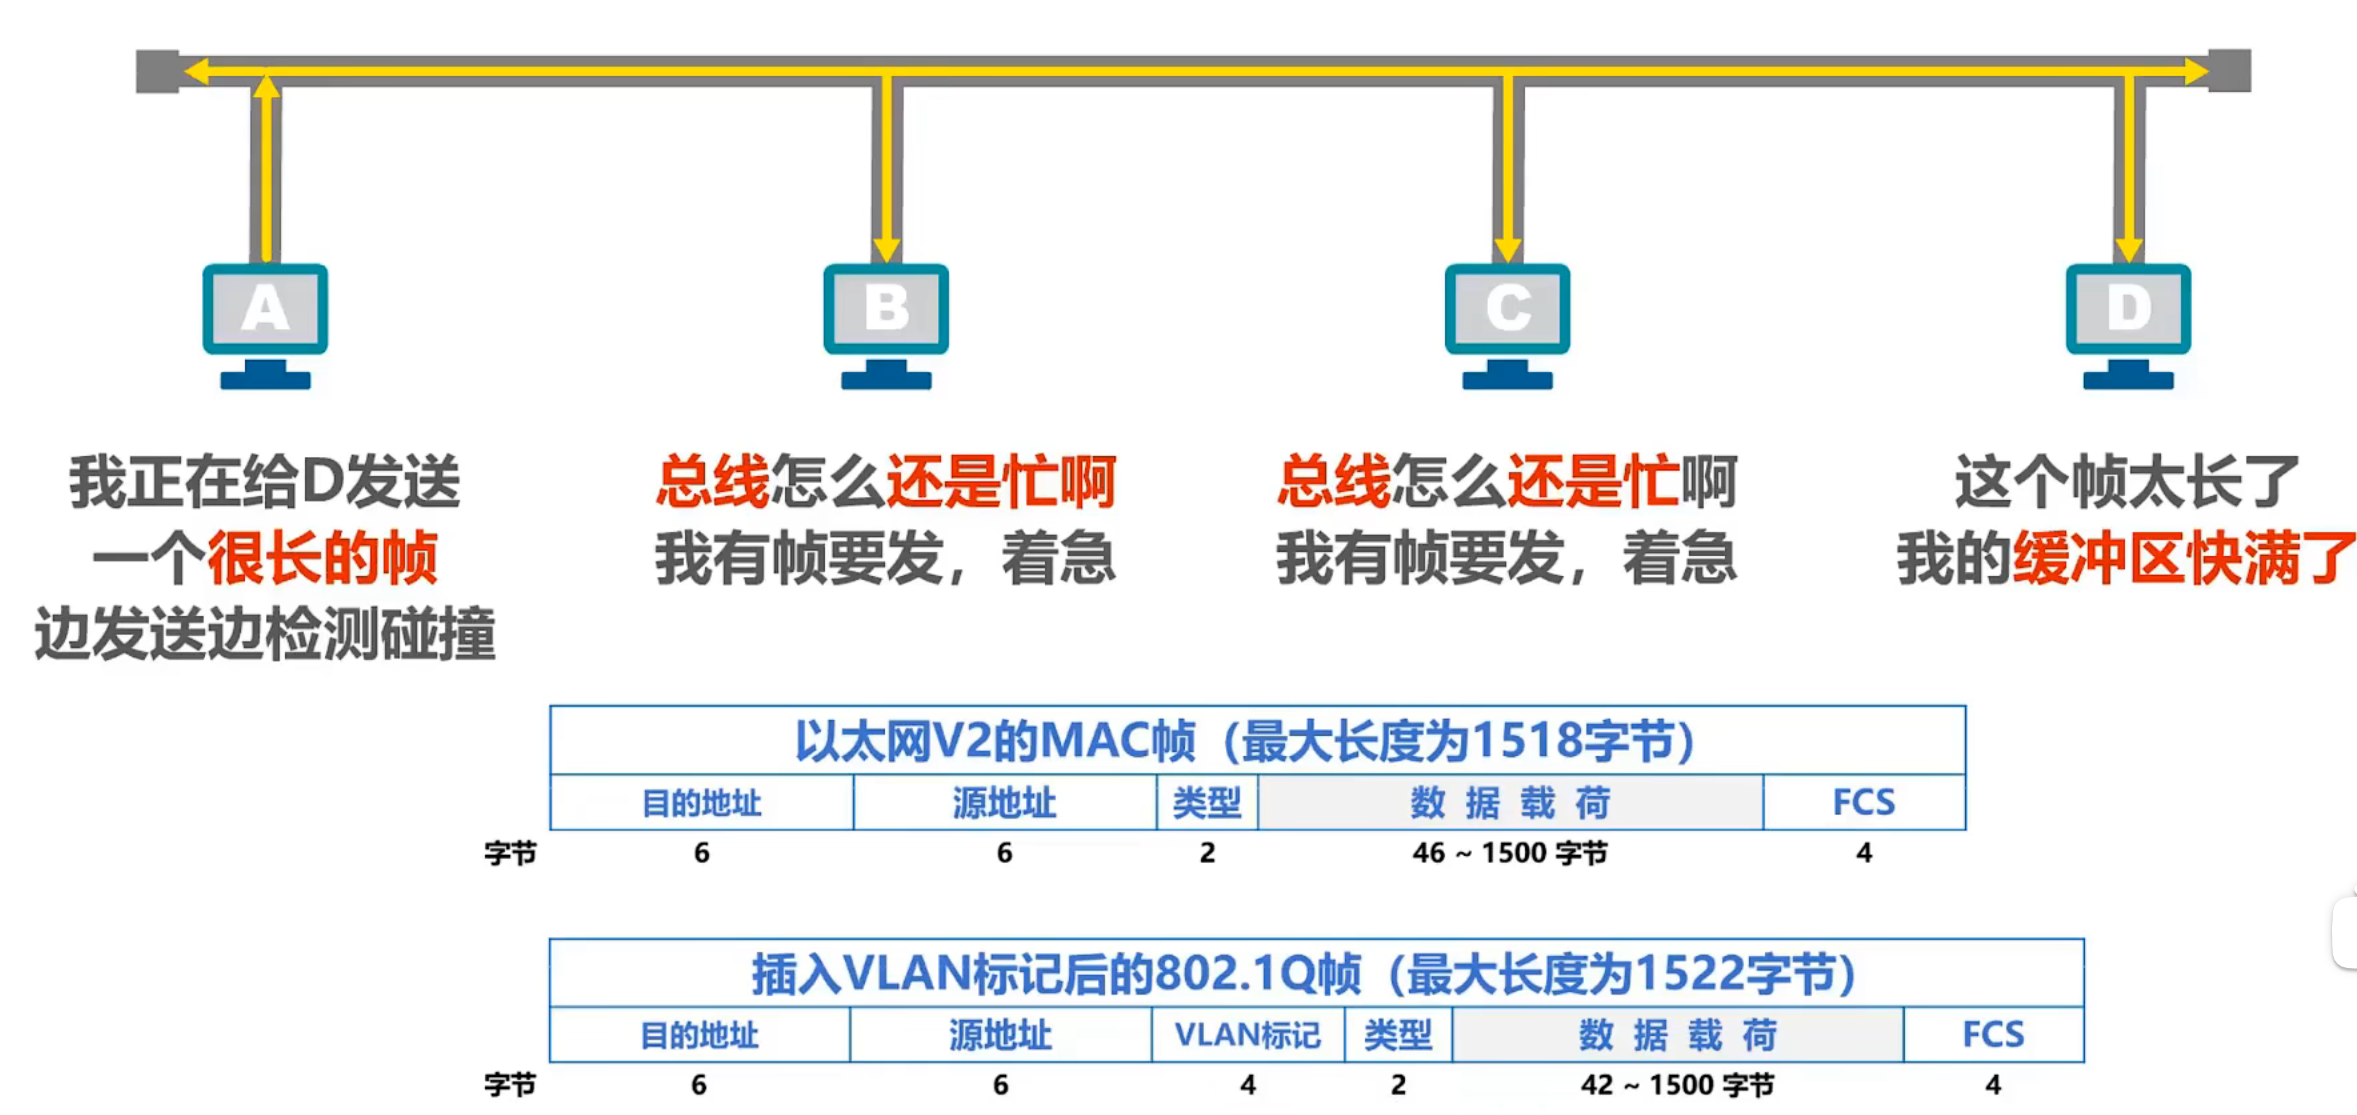 A
B
C
D
我正在给D发送
一个很长的帧
边发送边检测碰撞
总线怎么还是忙啊
我有帧要发，着急
总线怎么还是忙啊
我有帧要发，着急
这个帧太长了
我的缓冲区快满了
以太网V2的MAC帧（最大长度为1518字节）
目的地址 源地址 类型 数 据 载 荷 FCS
字节 6 6 2 46 ~ 1500 字节 4
插入VLAN标记后的802.1Q帧（最大长度为1522字节）
目的地址 源地址 VLAN标记 类型 数 据 载 荷 FCS
字节 6 6 4 2 42 ~ 1500 字节 4